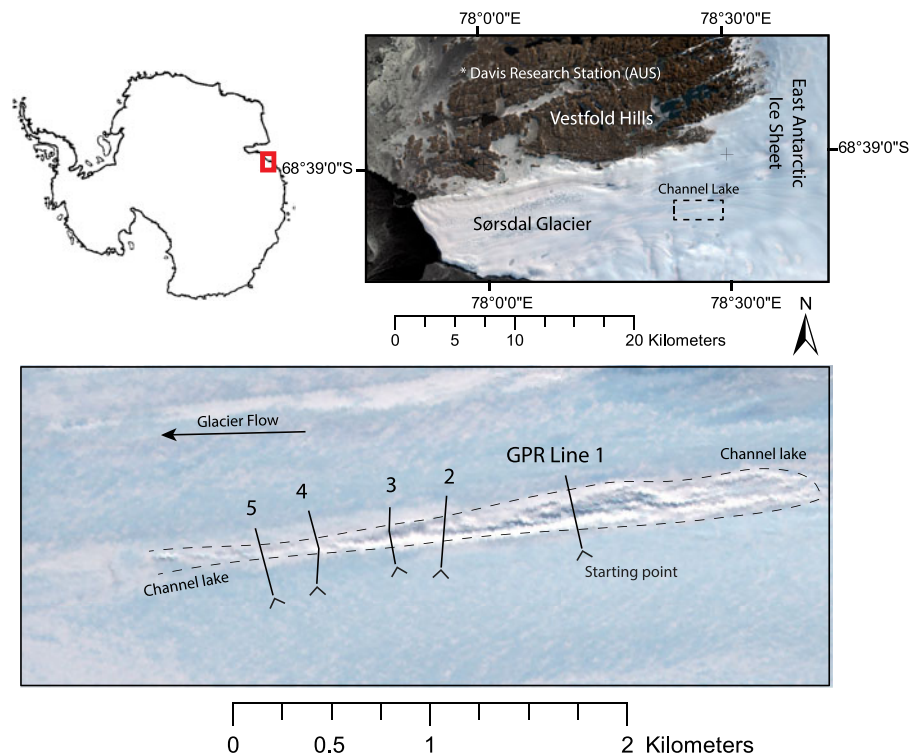 78°0'0"E
78°30'0"E
* Davis Research Station (AUS)
Vestfold Hills
East Antarctic
Ice Sheet
68°39'0"S
68°39'0"S
Channel Lake
Sørsdal Glacier
78°0'0"E
78°30'0"E
N
0 5 10 20 Kilometers
Glacier Flow
Channel lake
GPR Line 1
2
3
4
5
Starting point
Channel lake
0 0.5 1 2 Kilometers